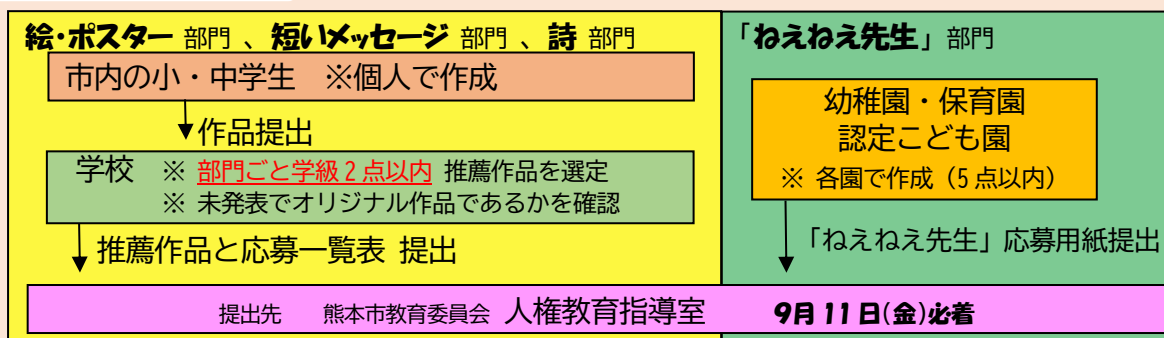 絵・ポスター 部門 、 短いメッセージ 部門 、 詩 部門
市内の小・中学生 ※個人で作成
作品提出
学校 ※ 部門ごと学級２点以内 推薦作品を選定
※ 未発表でオリジナル作品であるかを確認
推薦作品と応募一覧表 提出
「ねえねえ先生」部門
幼稚園・保育園
認定こども園
※ 各園で作成（５点以内）
「ねえねえ先生」応募用紙提出
提出先 熊本市教育委員会 人権教育指導室 9月11日(金)必着